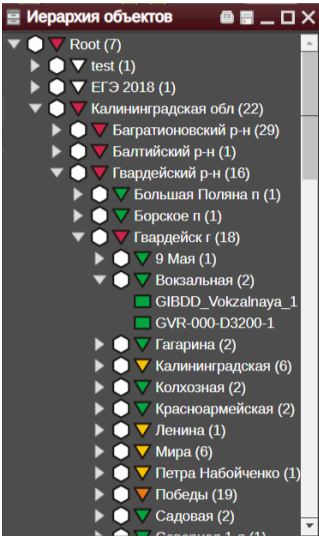 Иерархия объектов
Root (7)
test (1)
ЕГЭ 2018 (1)
Калининградская обл (22)
Багратионовский р-н (29)
Балтийский р-н (1)
Гвардейский р-н (16)
Большая Поляна п (1)
Борское п (1)
Гвардейск г (18)
9 Мая (1)
Вокзальная (2)
GIBDD_Vokzalnaya_1
GVR-000-D3200-1
Гагарина (2)
Калининградская (6)
Колхозная (2)
Красноармейская (2)
Ленина (1)
Мира (6)
Петра Набойченко (1)
Победы (19)
Садовая (2)